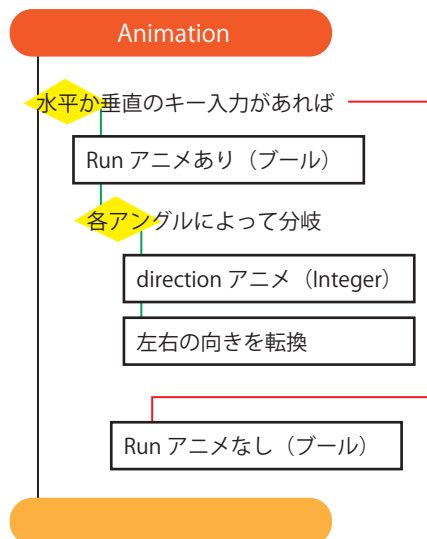 Animation
水平か垂直のキー入力があれば
Run アニメあり（ブール）
各アングルによって分岐
direction アニメ（Integer）
左右の向きを転換
Run アニメなし（ブール）